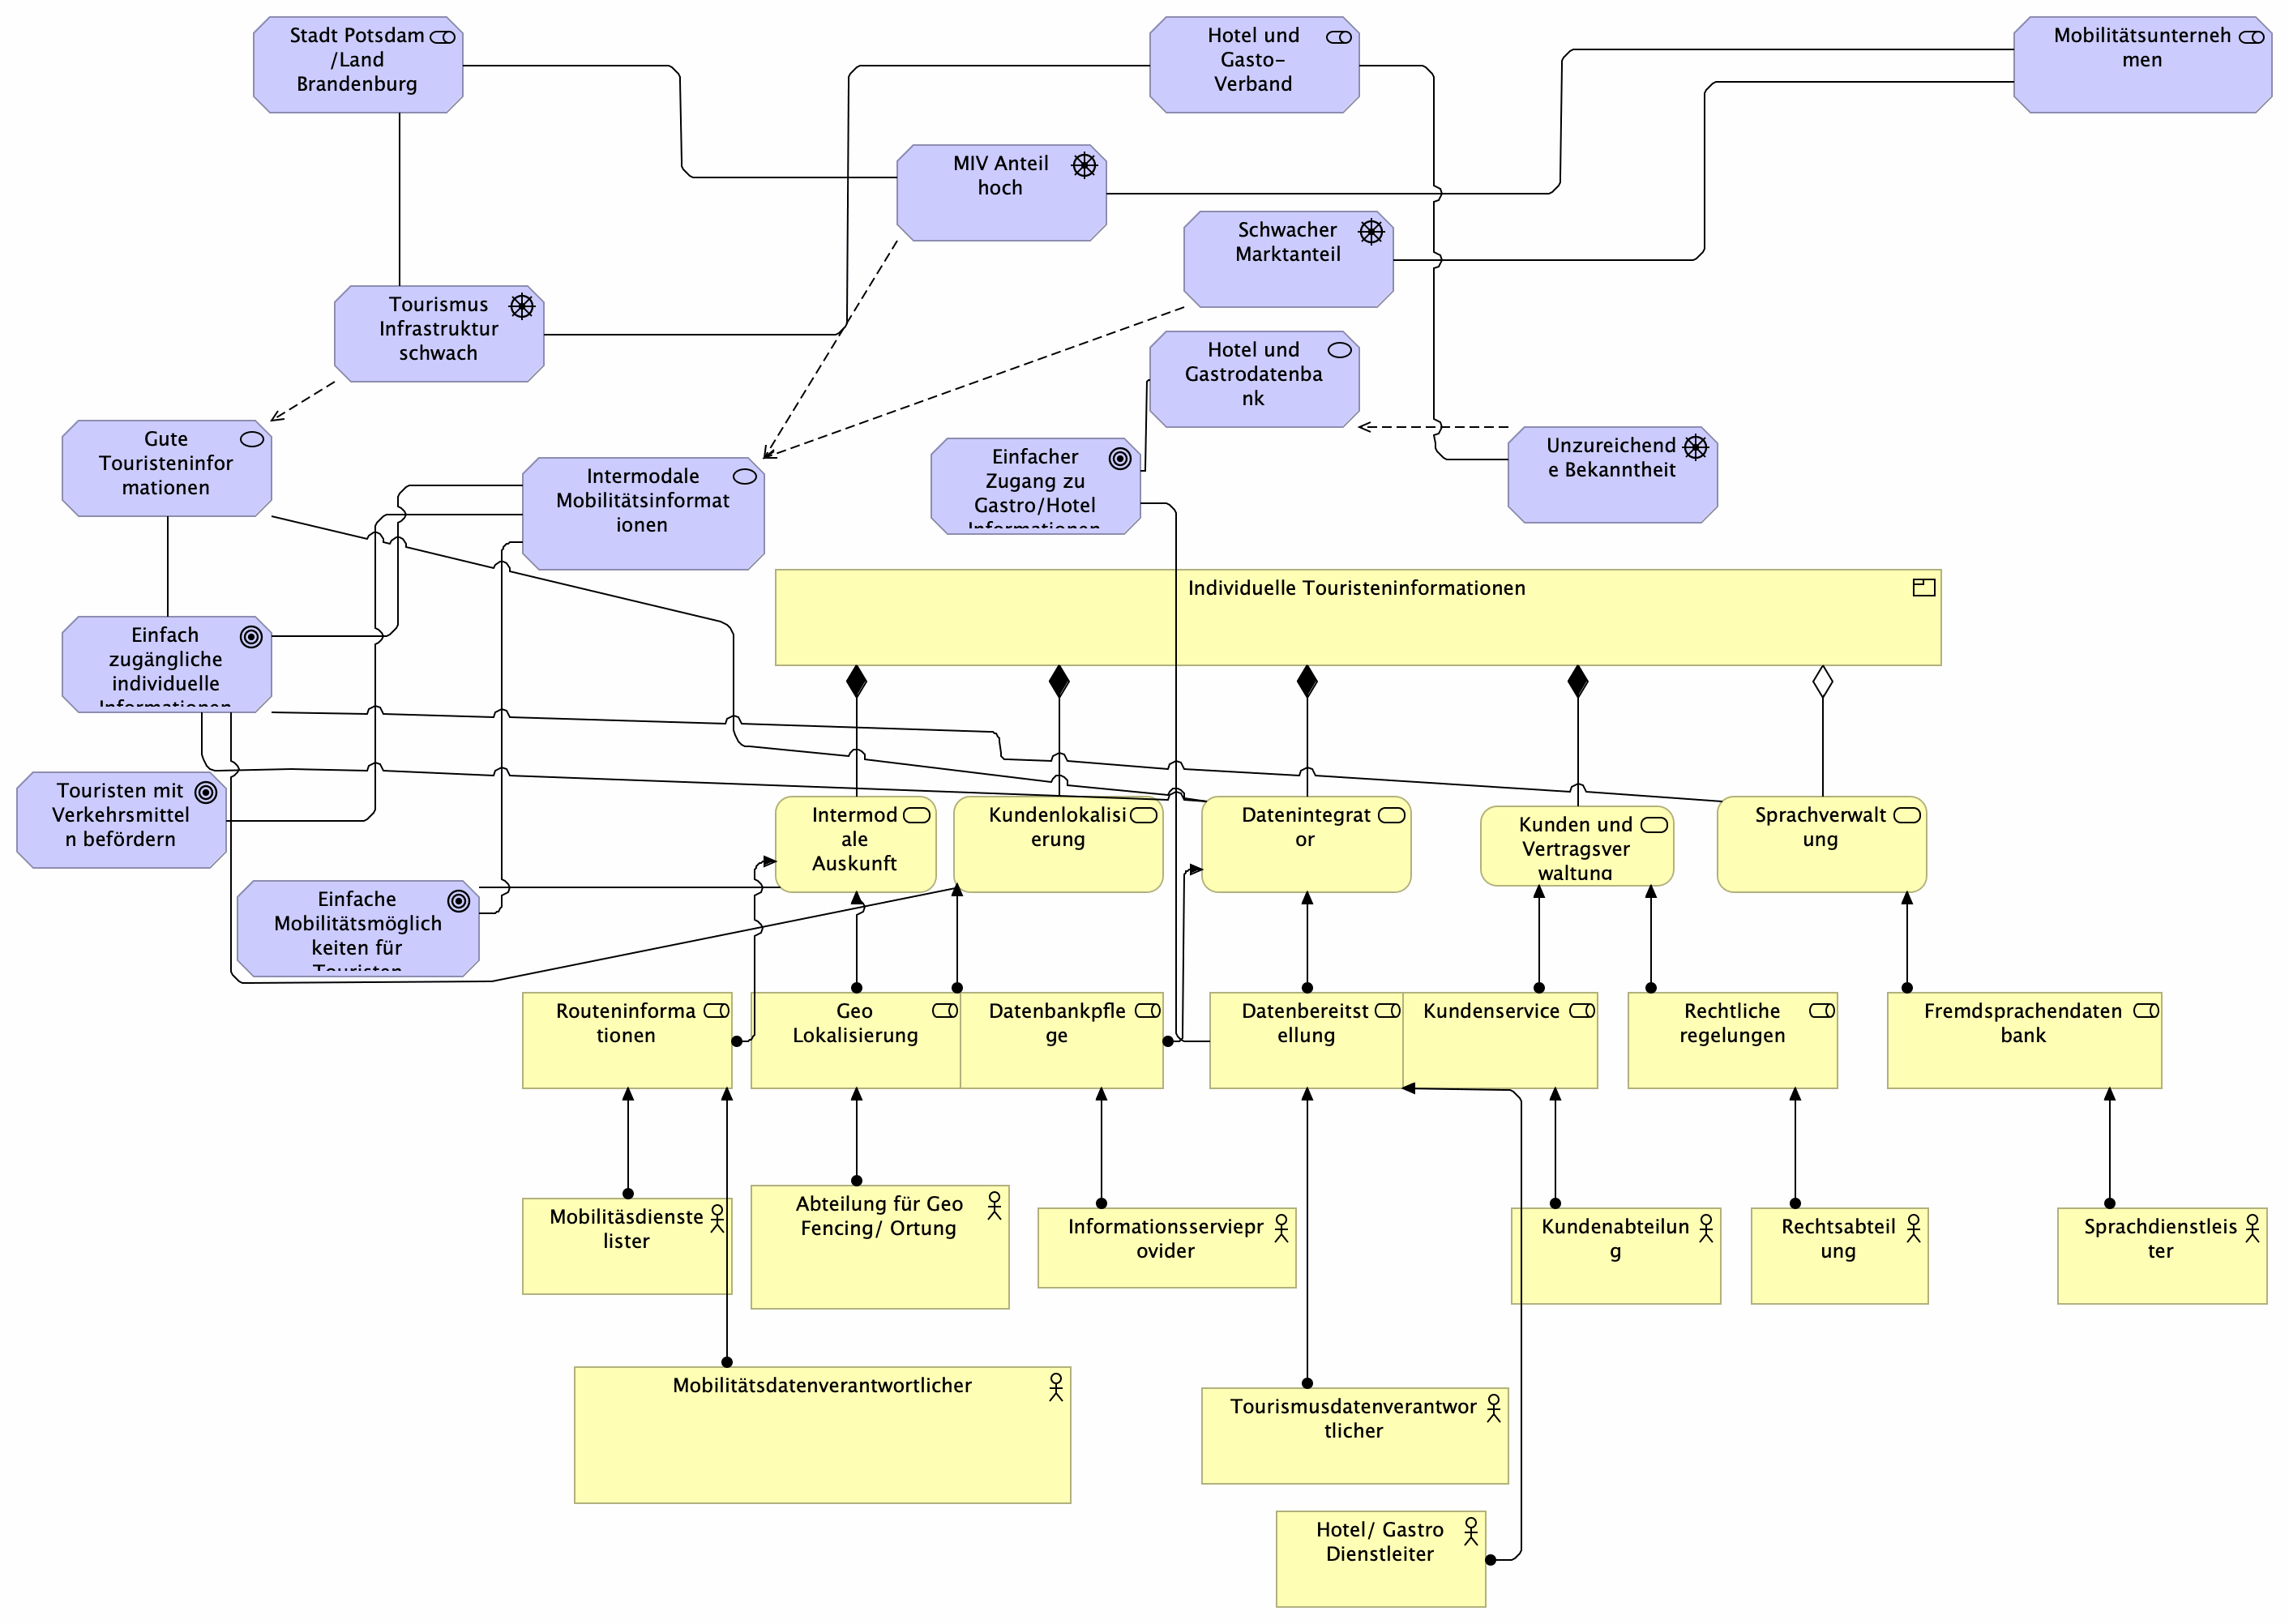 Stadt Potsdam
/Land
Brandenburg
Hotel und
Gasto-
Verband
Mobilitätsunterneh
men
MIV Anteil
hoch
Schwacher
Marktanteil
Tourismus
Infrastruktur
schwach
Hotel und
Gastrodatenba
nk
Gute
Touristeninfor
mationen
Intermodale
Mobilitätsinformat
ionen
Einfacher
Zugang zu
Gastro/Hotel
Informationen
Unzureichend
e Bekanntheit
Individuelle Touristeninformationen
Einfach
zugängliche
individuelle
Informationen
Touristen mit
Verkehrsmittel
n befördern
Intermod
ale
Auskunft
Kundenlokalisi
erung
Datenintegrat
or
Kunden und
Vertragsver
waltung
Sprachverwalt
ung
Einfache
Mobilitätsmöglich
keiten für
Touristen
Routeninforma
tionen
Geo
Lokalisierung
Datenbankpfle
ge
Datenbereitst
ellung
Kundenservice
Rechtliche
regelungen
Fremdsprachendaten
bank
Mobilitäsdienste
lister
Abteilung für Geo
Fencing/ Ortung
Informationsserviepr
ovider
Kundenabteilun
g
Rechtsabteil
ung
Sprachdienstleis
ter
Mobilitätsdatenverantwortlicher
Tourismusdatenverantwor
tlicher
Hotel/ Gastro
Dienstleiter